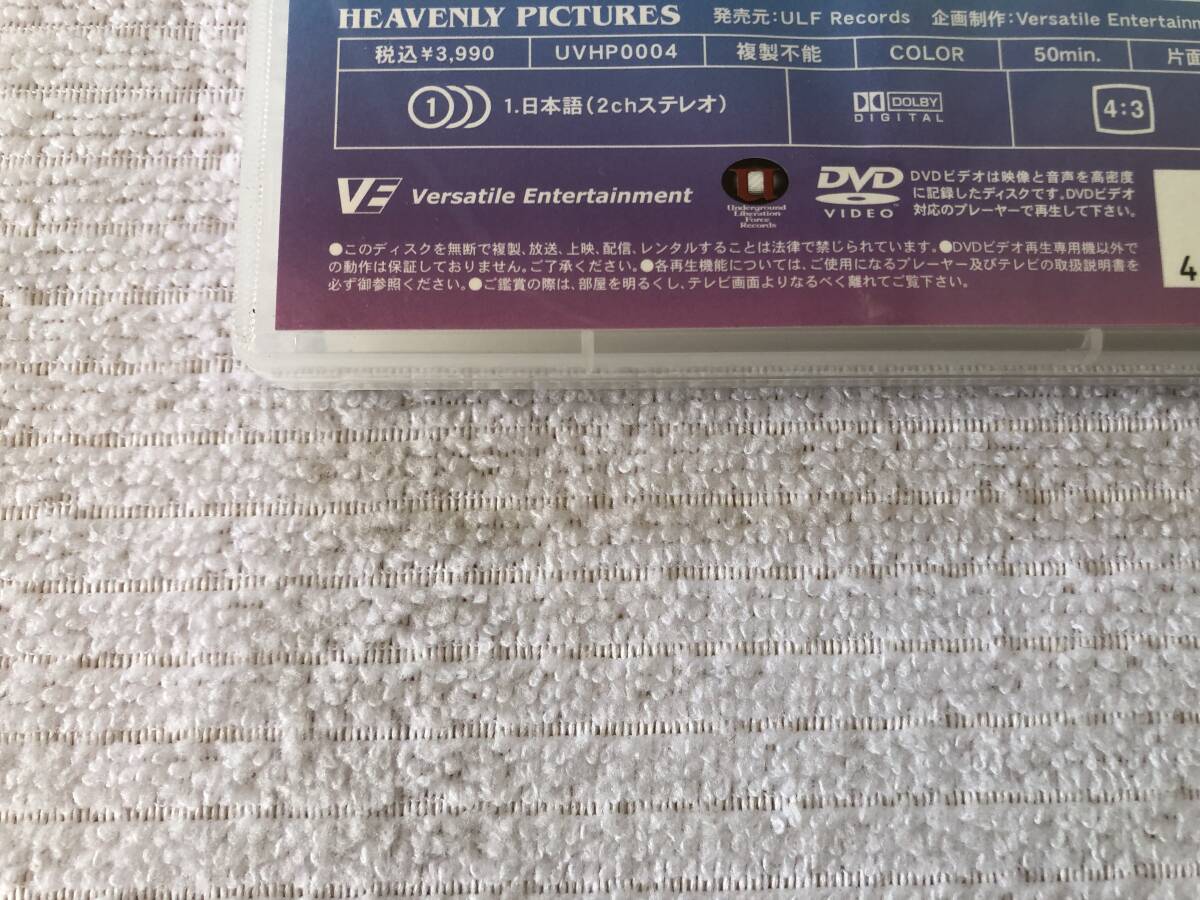 HEAVENLY PICTURES 発売元:ULF Records 企画制作:Versatile Entertainm
税込¥3,990 UVHP0004 複製不能 COLOR 50min. 片面
1 1.日本語(2chステレオ) DOLBY DIGITAL 4:3
VE Versatile Entertainment
Underground
Liberation
Force
Records
DVD
VIDEO
DVDビデオは映像と音声を高密度
に記録したディスクです。DVDビデオ
対応のプレーヤーで再生して下さい。
4
●このディスクを無断で複製、放送、上映、配信、レンタルすることは法律で禁じられています。●DVDビデオ再生専用機以外で
の動作は保証しておりません。ご了承ください。●各再生機能については、ご使用になるプレーヤー及びテレビの取扱説明書を
必ず御参照ください。●ご鑑賞の際は、部屋を明るくし、テレビ画面よりなるべく離れてご覧下さい。